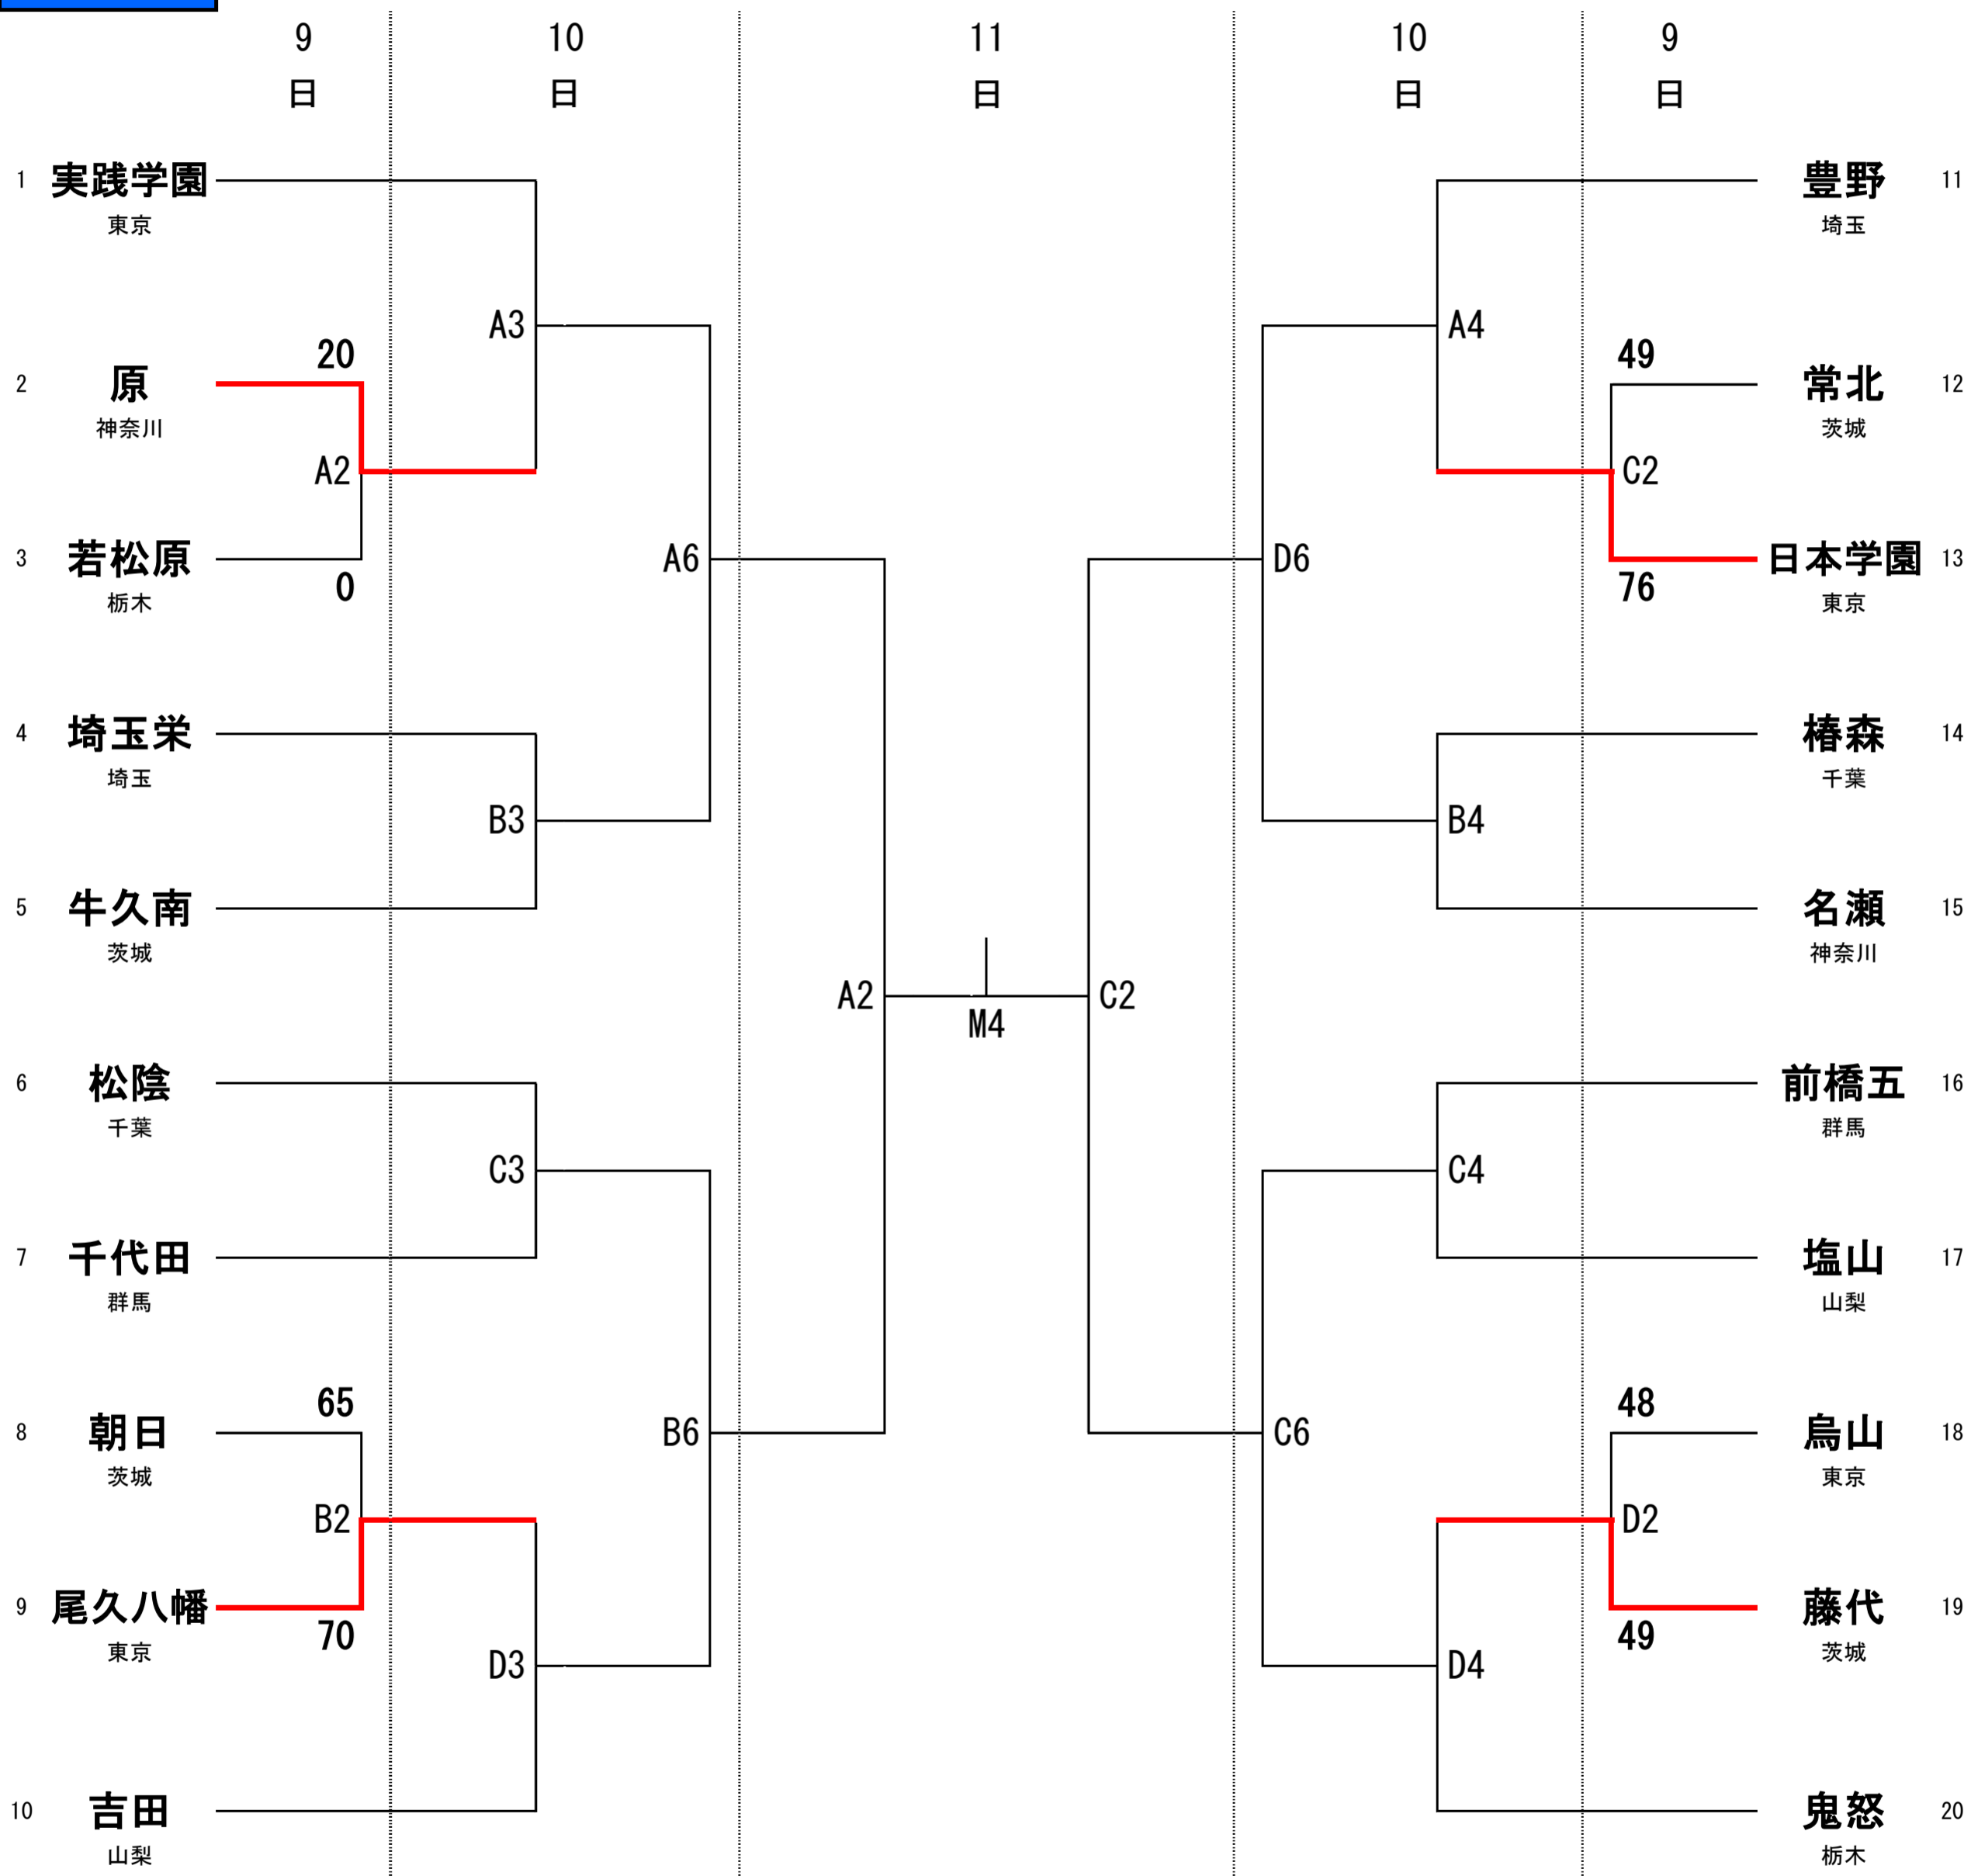 9 10 11 10 9
日 日 日 日 日
1 実践学園
東京
豊野 11
埼玉
A3
A4
20
49
2 原
神奈川
常北 12
茨城
A2
C2
3 若松原
栃木
0
A6
D6
日本学園 13
東京
76
4 埼玉栄
埼玉
椿森 14
千葉
B3
B4
5 牛久南
茨城
名瀬 15
神奈川
A2
C2
M4
6 松陰
千葉
前橋五 16
群馬
C3
C4
7 千代田
群馬
塩山 17
山梨
65
48
8 朝日
茨城
B6
C6
烏山 18
東京
B2
D2
9 尾久八幡
東京
70
藤代 19
茨城
49
D3
D4
10 吉田
山梨
鬼怒 20
栃木